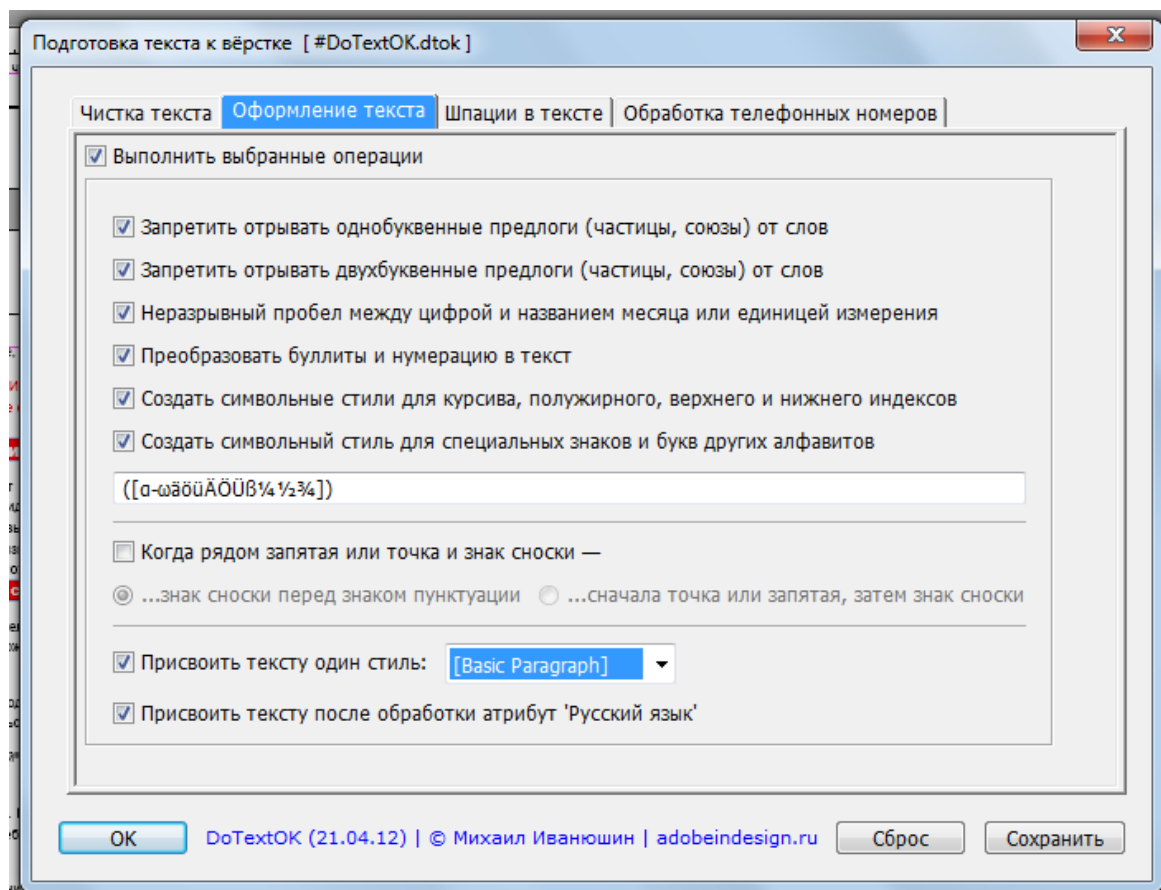 Подготовка текста к вёрстке [ #DoTextOK.dtok ]
Чистка текста Оформление текста Шпации в тексте Обработка телефонных номеров
Выполнить выбранные операции
Запретить отрывать однобуквенные предлоги (частицы, союзы) от слов
Запретить отрывать двухбуквенные предлоги (частицы, союзы) от слов
Неразрывный пробел между цифрой и названием месяца или единицей измерения
Преобразовать буллиты и нумерацию в текст
Создать символьные стили для курсива, полужирного, верхнего и нижнего индексов
Создать символьный стиль для специальных знаков и букв других алфавитов
([α-ωäöüÄÖÜß¼½¾])
Когда рядом запятая или точка и знак сноски —
...знак сноски перед знаком пунктуации ...сначала точка или запятая, затем знак сноски
Присвоить тексту один стиль: [Basic Paragraph]
Присвоить тексту после обработки атрибут 'Русский язык'
OK DoTextOK (21.04.12) | © Михаил Иванюшин | adobeindesign.ru Сброс Сохранить